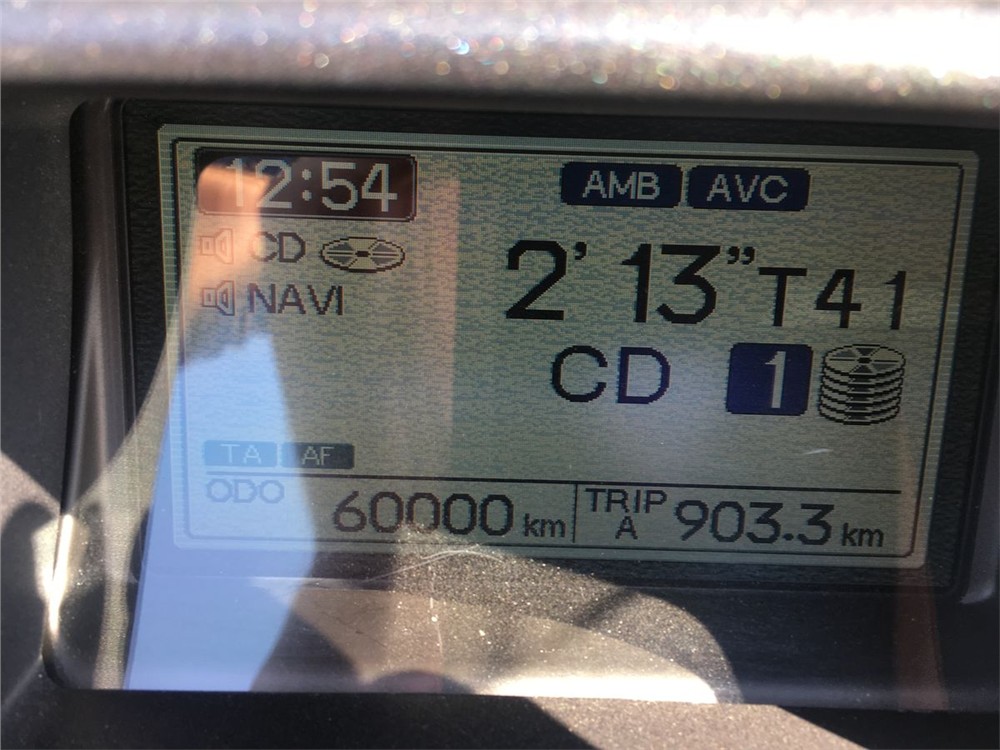 12:54 AMB AVC
CD 2' 13" T41
NAVI
CD 1
TA AF
ODO 60000 km TRIP A 903.3 km